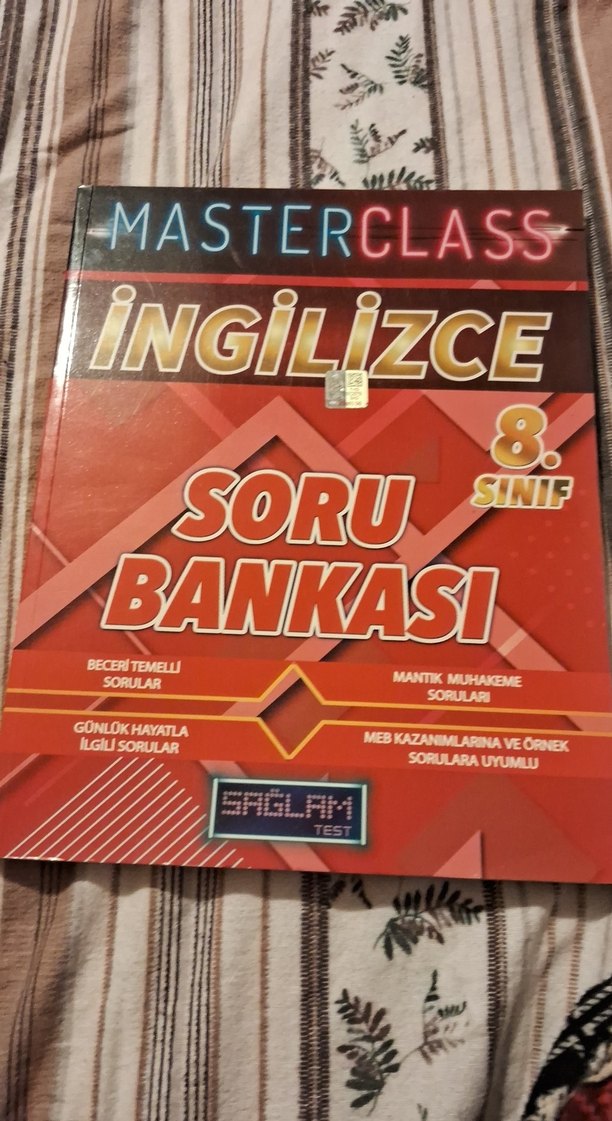 MASTERCLASS
İNGİLİZCE
8.
SINIF
SORU
BANKASI
BECERİ TEMELLİ
SORULAR
MANTIK MUHAKEME
SORULARI
GÜNLÜK HAYATLA
İLGİLİ SORULAR
MEB KAZANIMLARINA VE ÖRNEK
SORULARA UYUMLU
SAĞLAM
TEST